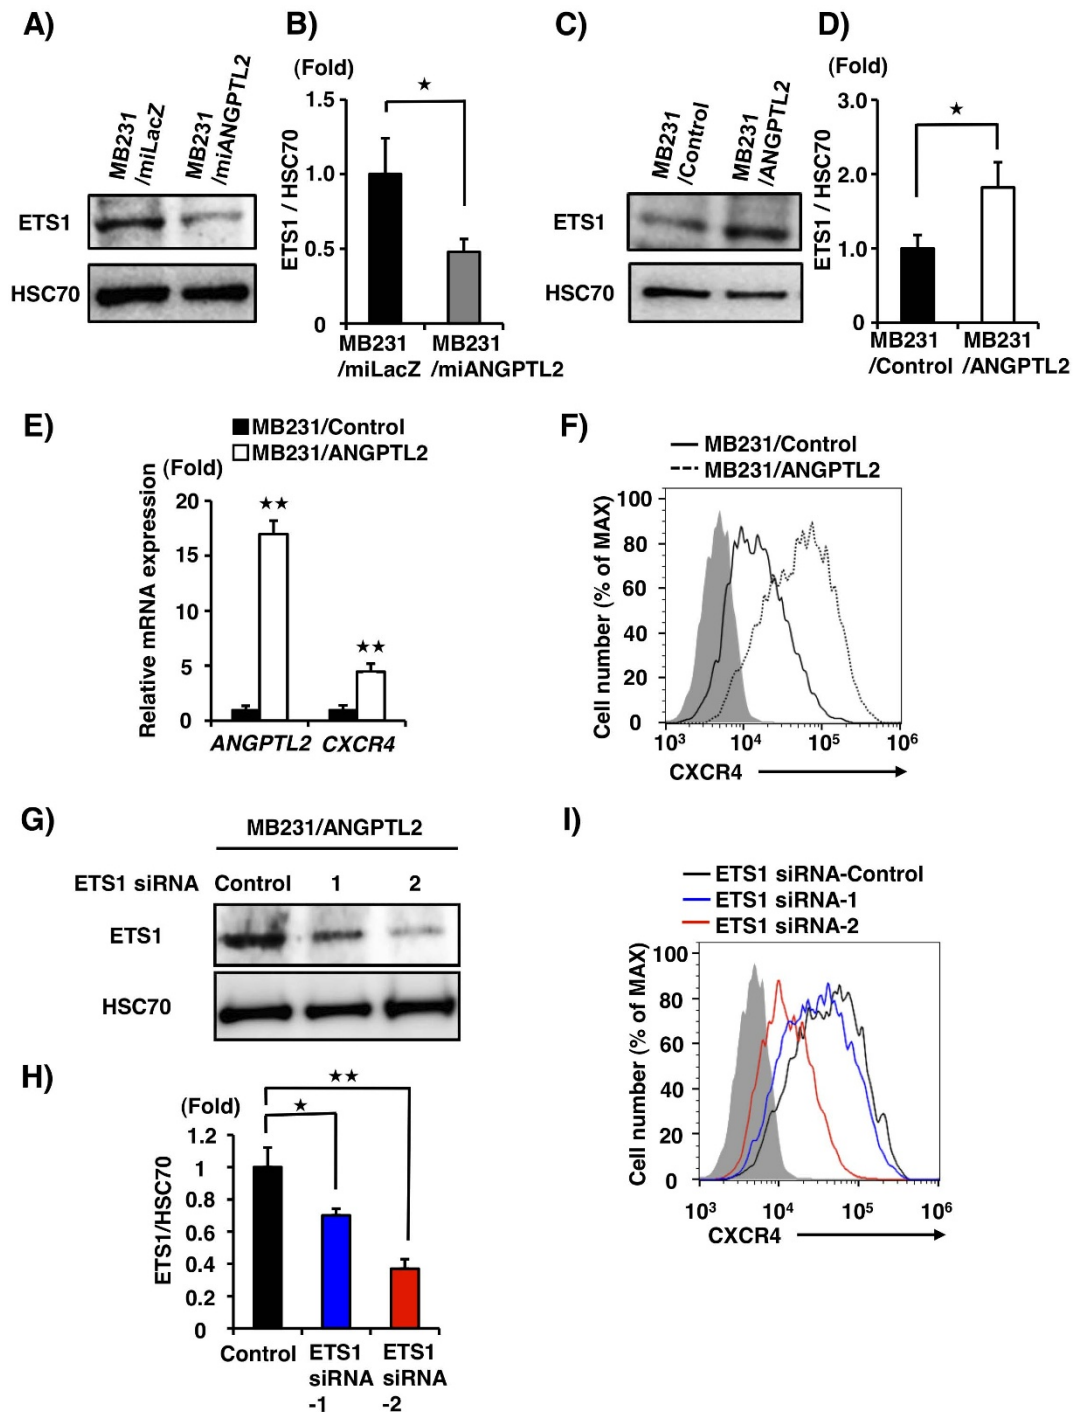 A)
MB231
/miLacZ
MB231
/miANGPTL2
ETS1
HSC70
B)
(Fold)
★
1.5
1.0
0.5
0
ETS1 / HSC70
MB231
/miLacZ
MB231
/miANGPTL2
C)
MB231
/Control
MB231
/ANGPTL2
ETS1
HSC70
D)
(Fold)
★
3.0
2.0
1.0
0
ETS1 / HSC70
MB231
/Control
MB231
/ANGPTL2
E)
MB231/Control
MB231/ANGPTL2
(Fold)
Relative mRNA expression
20
15
10
5
0
★★
★★
ANGPTL2
CXCR4
F)
MB231/Control
MB231/ANGPTL2
Cell number (% of MAX)
100
80
60
40
20
0
10³ 10⁴ 10⁵ 10⁶
CXCR4
G)
MB231/ANGPTL2
ETS1 siRNA Control 1 2
ETS1
HSC70
H)
(Fold)
★★
★
ETS1/HSC70
1.2
1
0.8
0.6
0.4
0.2
0
Control
ETS1
siRNA
-1
ETS1
siRNA
-2
I)
ETS1 siRNA-Control
ETS1 siRNA-1
ETS1 siRNA-2
Cell number (% of MAX)
100
80
60
40
20
0
10³ 10⁴ 10⁵ 10⁶
CXCR4